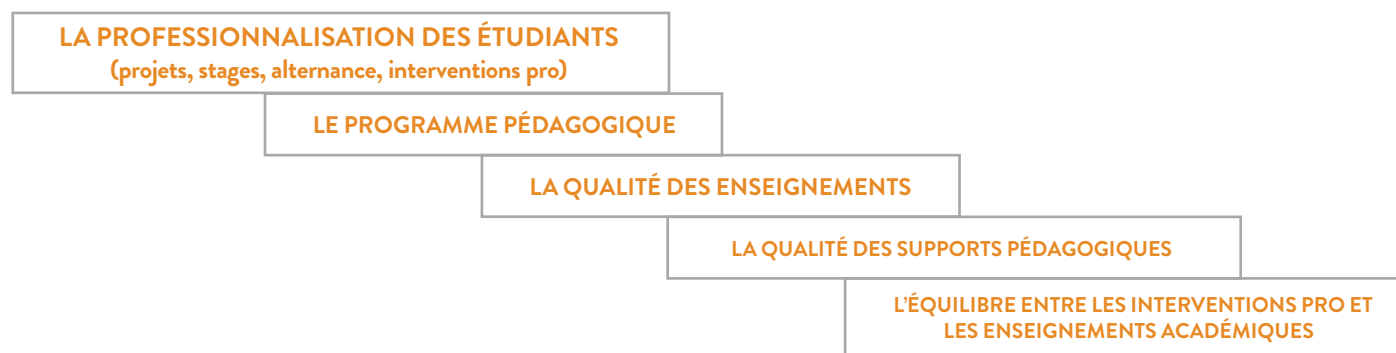 LA PROFESSIONNALISATION DES ÉTUDIANTS
(projets, stages, alternance, interventions pro)
LE PROGRAMME PÉDAGOGIQUE
LA QUALITÉ DES ENSEIGNEMENTS
LA QUALITÉ DES SUPPORTS PÉDAGOGIQUES
L’ÉQUILIBRE ENTRE LES INTERVENTIONS PRO ET
LES ENSEIGNEMENTS ACADÉMIQUES